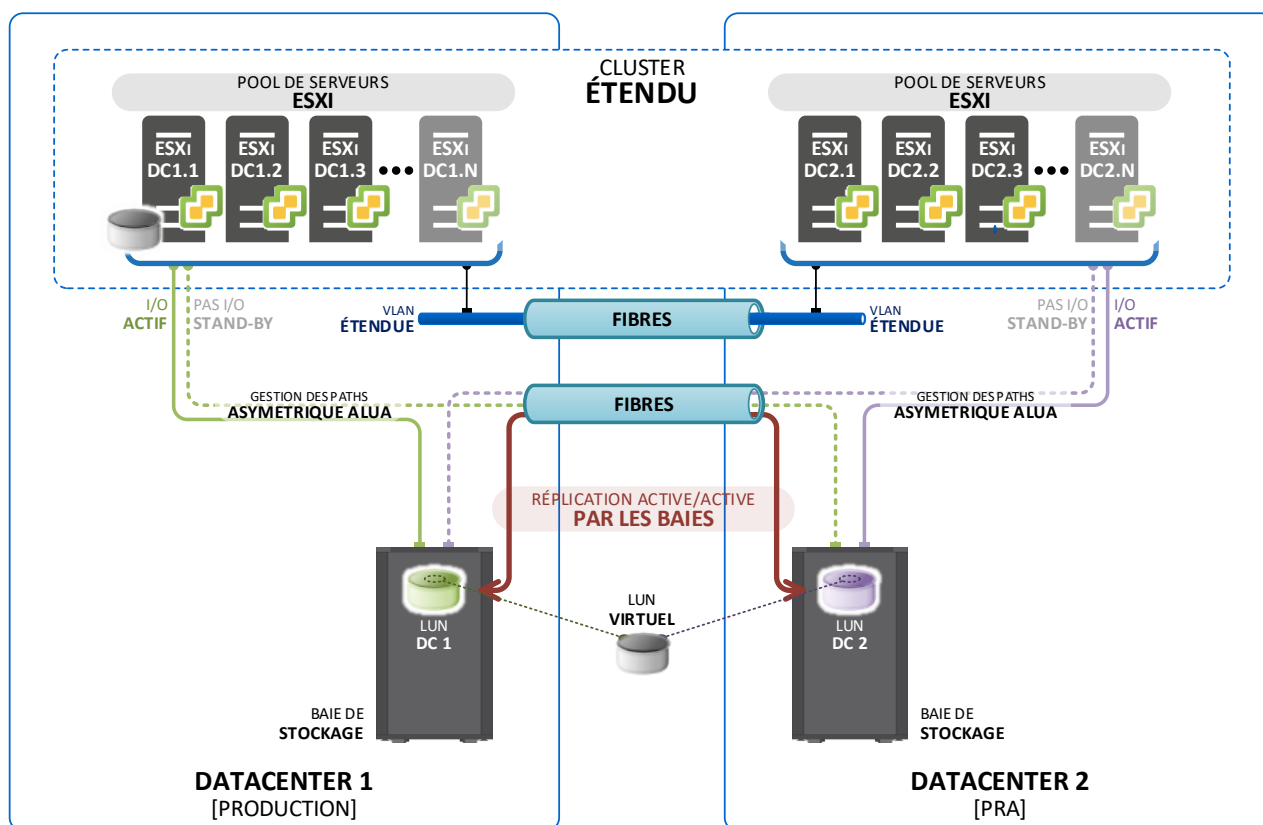 CLUSTER
ÉTENDU
POOL DE SERVEURS
ESXI
ESXI
DC1.1
ESXI
DC1.2
ESXI
DC1.3
ESXI
DC1.N
POOL DE SERVEURS
ESXI
ESXI
DC2.1
ESXI
DC2.2
ESXI
DC2.3
ESXI
DC2.N
I/O
ACTIF
PAS I/O
STAND-BY
VLAN
ÉTENDUE
FIBRES
VLAN
ÉTENDUE
PAS I/O
STAND-BY
I/O
ACTIF
GESTION DES PATHS
ASYMETRIQUE ALUA
FIBRES
GESTION DES PATHS
ASYMETRIQUE ALUA
RÉPLICATION ACTIVE/ACTIVE
PAR LES BAIES
LUN
DC 1
LUN
VIRTUEL
LUN
DC 2
BAIE DE
STOCKAGE
BAIE DE
STOCKAGE
DATACENTER 1
[PRODUCTION]
DATACENTER 2
[PRA]